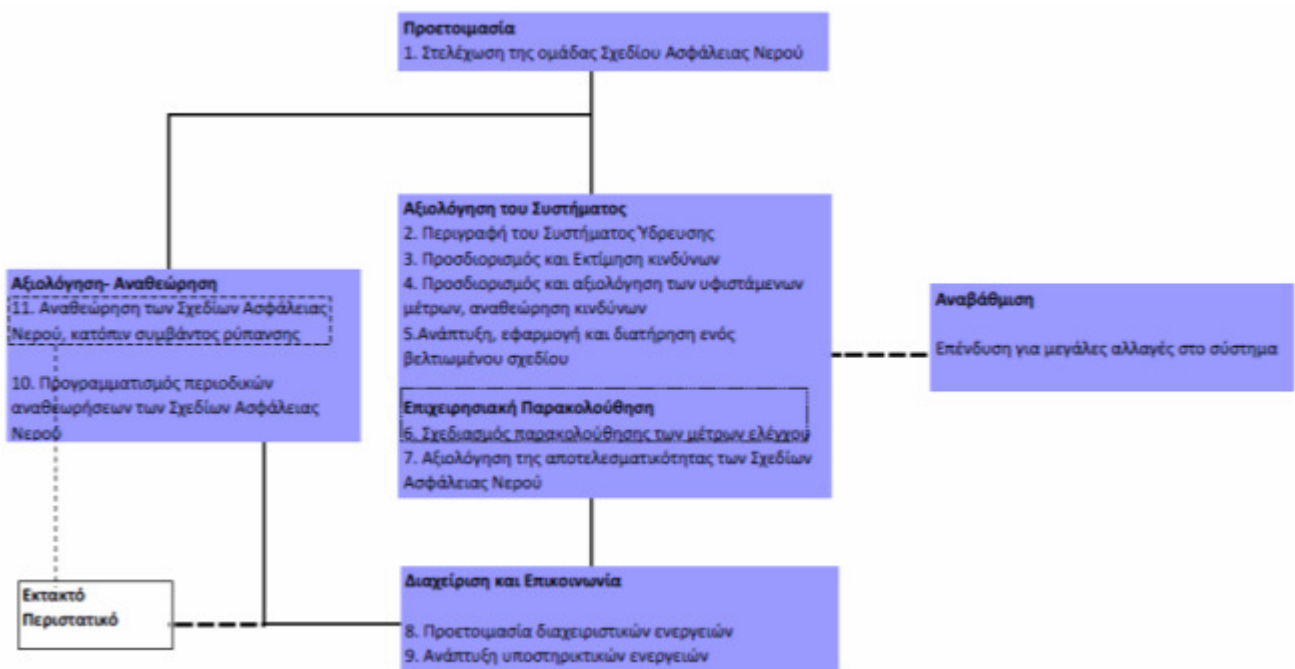 Προετοιμασία
1. Στελέχωση της ομάδας Σχεδίου Ασφάλειας Νερού
Αξιολόγηση του Συστήματος
2. Περιγραφή του Συστήματος Ύδρευσης
3. Προσδιορισμός και Εκτίμηση κινδύνων
4. Προσδιορισμός και αξιολόγηση των υφιστάμενων
μέτρων, αναθεώρηση κινδύνων
5.Ανάπτυξη, εφαρμογή και διατήρηση ενός
βελτιωμένου σχεδίου
Επιχειρησιακή Παρακολούθηση
6. Σχεδιασμός παρακολούθησης των μέτρων ελέγχου
7. Αξιολόγηση της αποτελεσματικότητας των Σχεδίων
Ασφάλειας Νερού
Αξιολόγηση- Αναθεώρηση
11. Αναθεώρηση των Σχεδίων Ασφάλειας
Νερού, κατόπιν συμβάντος ρύπανσης
10. Προγραμματισμός περιοδικών
αναθεωρήσεων των Σχεδίων Ασφάλειας
Νερού
Αναβάθμιση
Επένδυση για μεγάλες αλλαγές στο σύστημα
Εκτακτό
Περιστατικό
Διαχείριση και Επικοινωνία
8. Προετοιμασία διαχειριστικών ενεργειών
9. Ανάπτυξη υποστηρικτικών ενεργειών